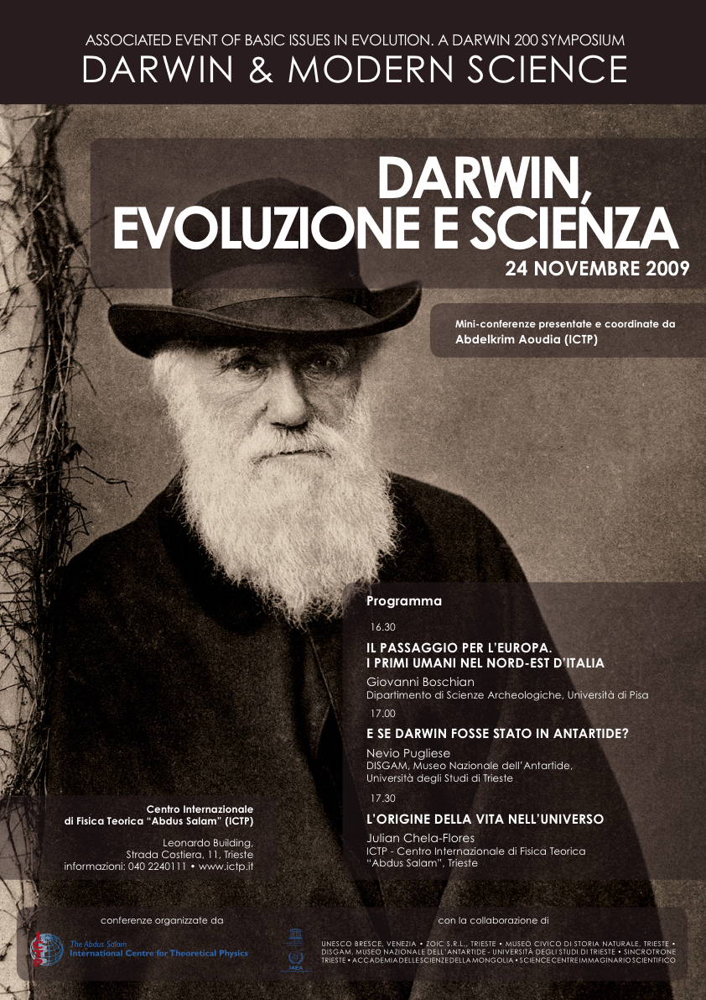 ASSOCIATED EVENT OF BASIC ISSUES IN EVOLUTION. A DARWIN 200 SYMPOSIUM
DARWIN & MODERN SCIENCE
DARWIN,
EVOLUZIONE E SCIENZA
24 NOVEMBRE 2009
Mini-conferenze presentate e coordinate da
Abdelkrim Aoudia (ICTP)
Programma
16.30
IL PASSAGGIO PER L'EUROPA.
I PRIMI UMANI NEL NORD-EST D'ITALIA
Giovanni Boschian
Dipartimento di Scienze Archeologiche, Università di Pisa
17.00
E SE DARWIN FOSSE STATO IN ANTARTIDE?
Nevio Pugliese
DISGAM, Museo Nazionale dell'Antartide,
Università degli Studi di Trieste
17.30
L'ORIGINE DELLA VITA NELL'UNIVERSO
Julian Chela-Flores
ICTP - Centro Internazionale di Fisica Teorica
"Abdus Salam", Trieste
Centro Internazionale
di Fisica Teorica “Abdus Salam” (ICTP)
Leonardo Building,
Strada Costiera, 11, Trieste
informazioni: 040 2240111 • www.ictp.it
conferenze organizzate da
The Abdus Salam
International Centre for Theoretical Physics
IAEA
con la collaborazione di
UNESCO BRESCE, VENEZIA • ZOIC S.R.L., TRIESTE • MUSEO CIVICO DI STORIA NATURALE, TRIESTE •
DISGAM, MUSEO NAZIONALE DELL'ANTARTIDE - UNIVERSITÀ DEGLI STUDI DI TRIESTE • SINCROTRONE
TRIESTE • ACCADEMIA DELLE SCIENZE DELLA MONGOLIA • SCIENCE CENTRE IMMAGINARIO SCIENTIFICO